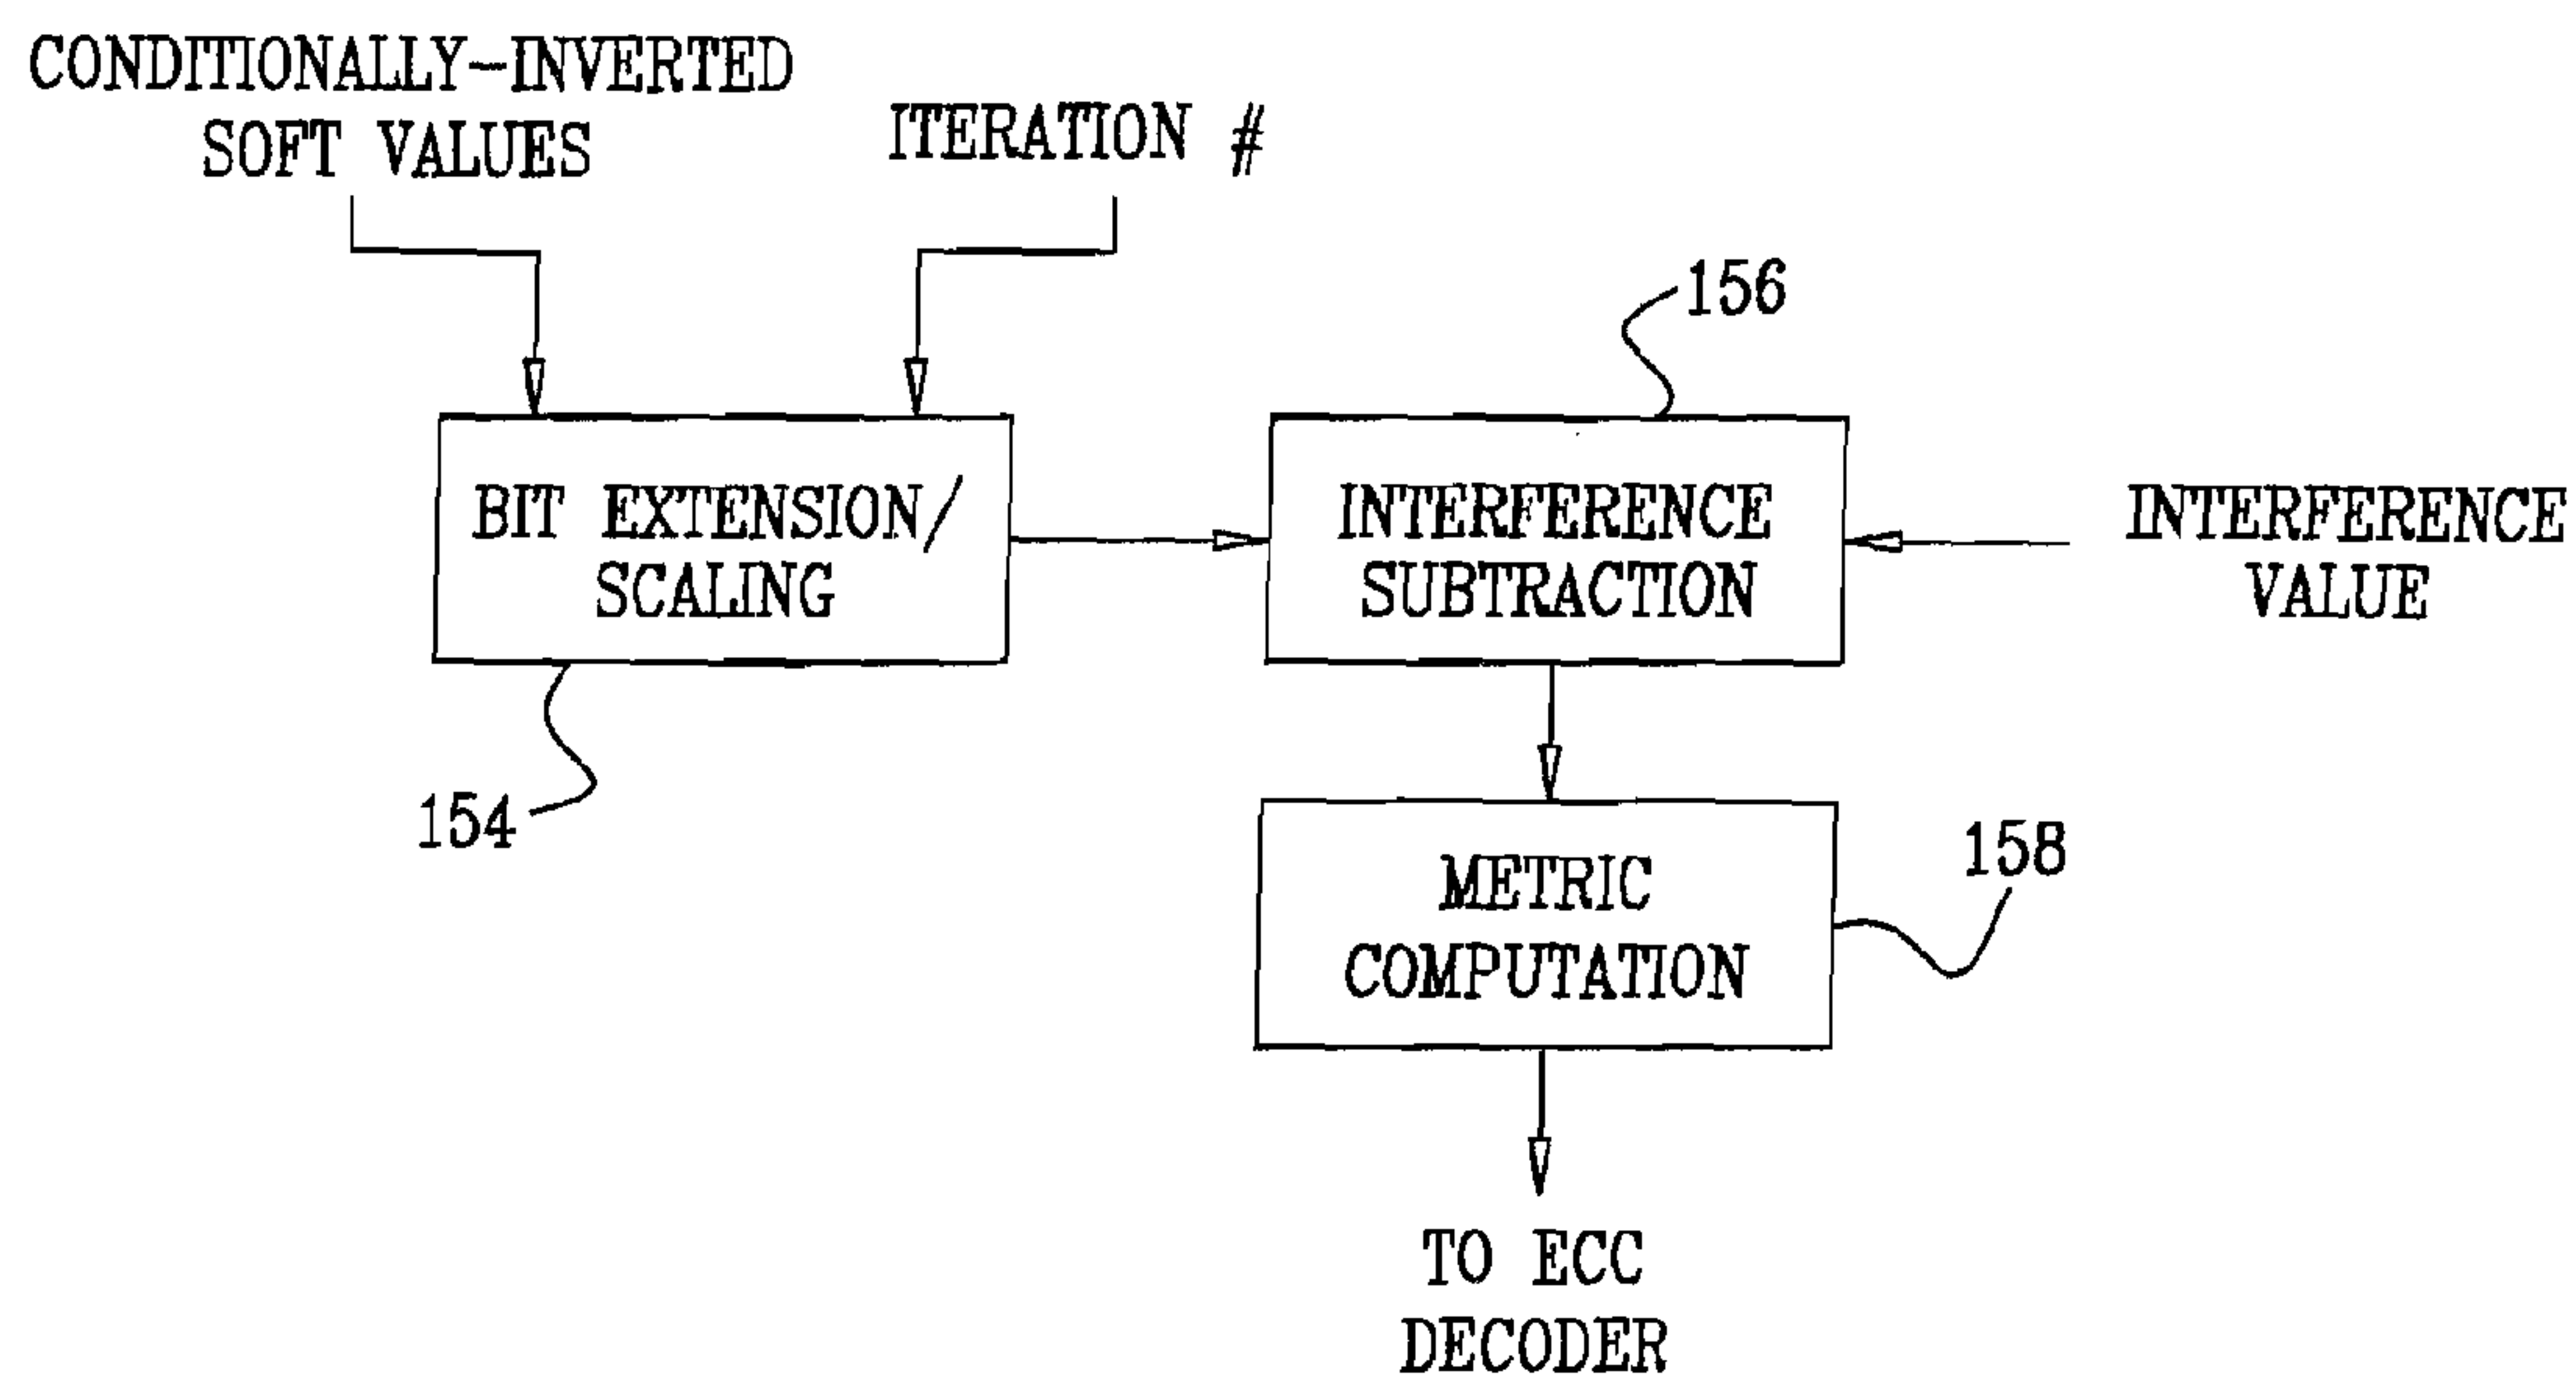 CONDITIONALLY-INVERTED
SOFT VALUES
ITERATION #
156
BIT EXTENSION/
SCALING
INTERFERENCE
SUBTRACTION
INTERFERENCE
VALUE
154
METRIC
COMPUTATION
158
TO ECC
DECODER